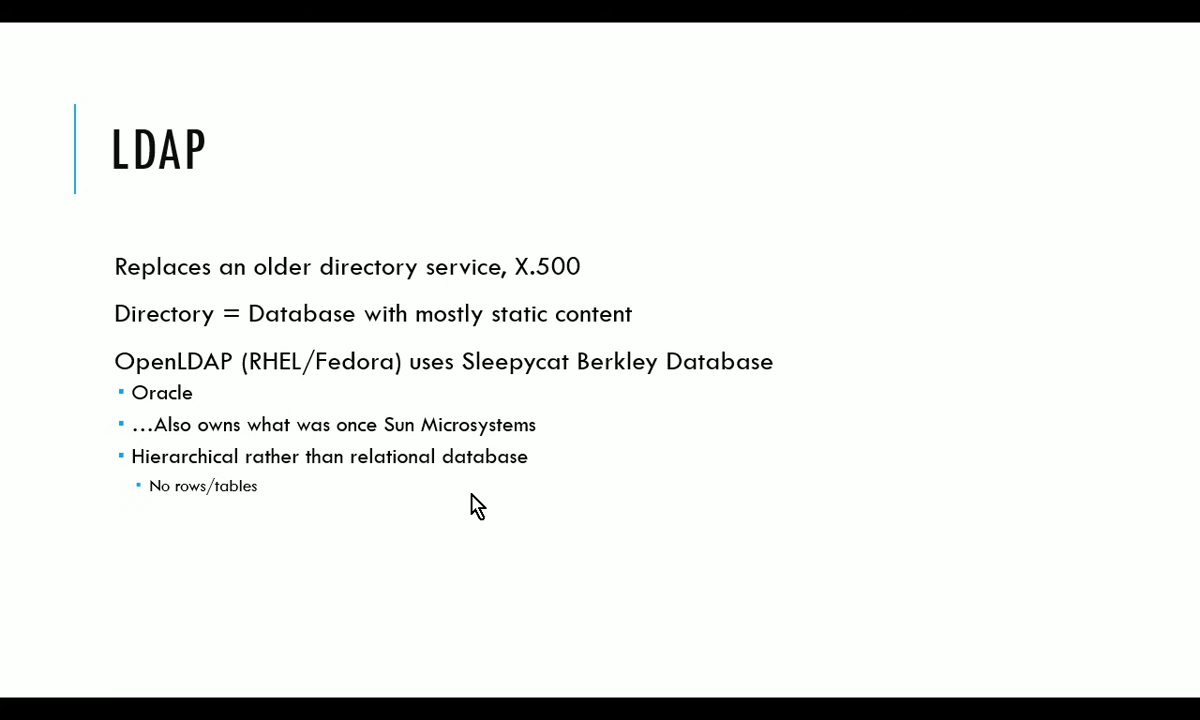 LDAP
Replaces an older directory service, X.500
Directory = Database with mostly static content
OpenLDAP (RHEL/Fedora) uses Sleepycat Berkley Database
▪ Oracle
▪ …Also owns what was once Sun Microsystems
▪ Hierarchical rather than relational database
▪ No rows/tables